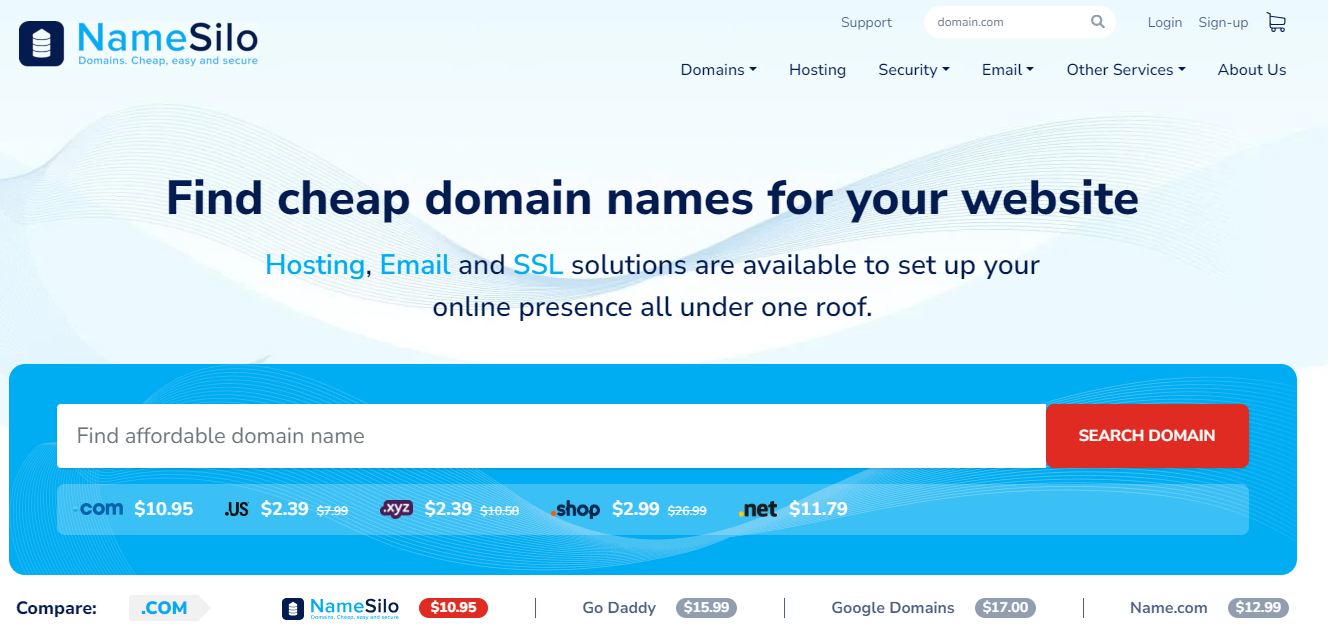 NameSilo
Domains. Cheap, easy and secure
Support
domain.com
Login
Sign-up
Domains
Hosting
Security
Email
Other Services
About Us
Find cheap domain names for your website
Hosting, Email and SSL solutions are available to set up your
online presence all under one roof.
Find affordable domain name
SEARCH DOMAIN
.com $10.95 .US $2.39 $7.99 .xyz $2.39 $10.58 .shop $2.99 $26.99 .net $11.79
Compare: .COM NameSilo $10.95 Go Daddy $15.99 Google Domains $17.00 Name.com $12.99
Domains. Cheap, easy and secure